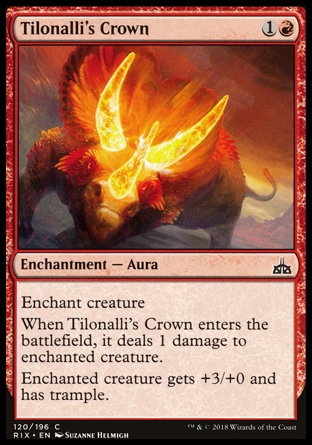 Tilonalli's Crown 1
Enchantment — Aura
Enchant creature
When Tilonalli's Crown enters the
battlefield, it deals 1 damage to
enchanted creature.
Enchanted creature gets +3/+0 and
has trample.
120/196 C
RIX • EN Suzanne Helmigh
™ & © 2018 Wizards of the Coast